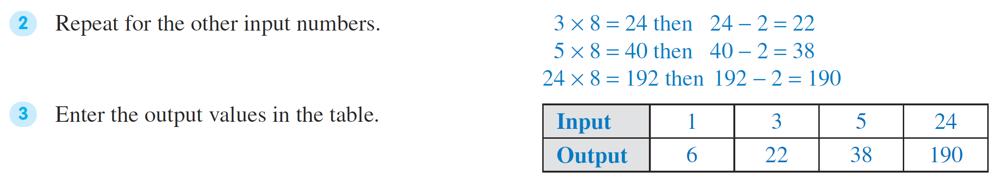 2 Repeat for the other input numbers.
3 × 8 = 24 then 24 – 2 = 22
5 × 8 = 40 then 40 – 2 = 38
24 × 8 = 192 then 192 – 2 = 190
3 Enter the output values in the table.
Input 1 3 5 24
Output 6 22 38 190